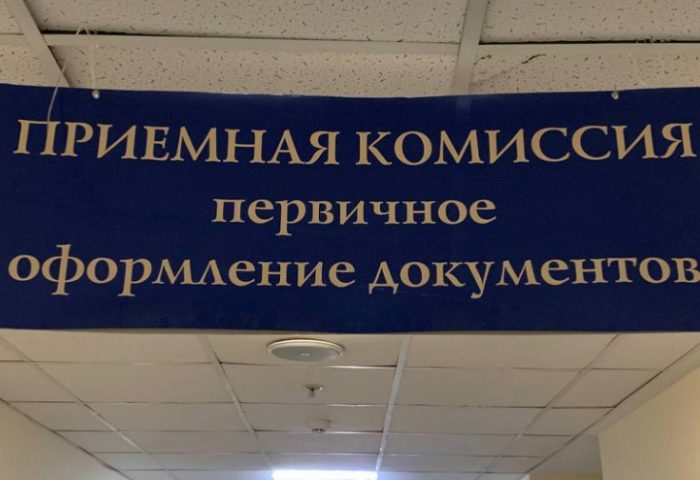 ПРИЕМНАЯ КОМИССИЯ
первичное
оформление документов